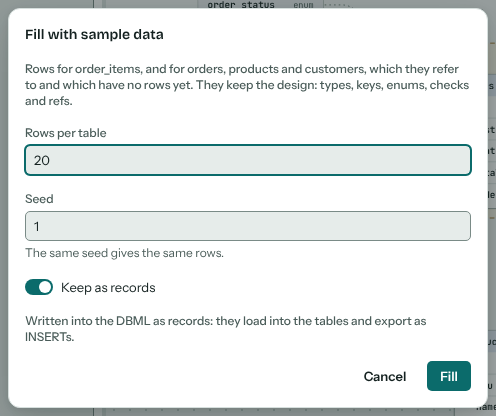 order_status enum
Fill with sample data
Rows for order_items, and for orders, products and customers, which they refer
to and which have no rows yet. They keep the design: types, keys, enums, checks
and refs.
Rows per table
20
Seed
1
The same seed gives the same rows.
Keep as records
Written into the DBML as records: they load into the tables and export as
INSERTs.
Cancel Fill
name